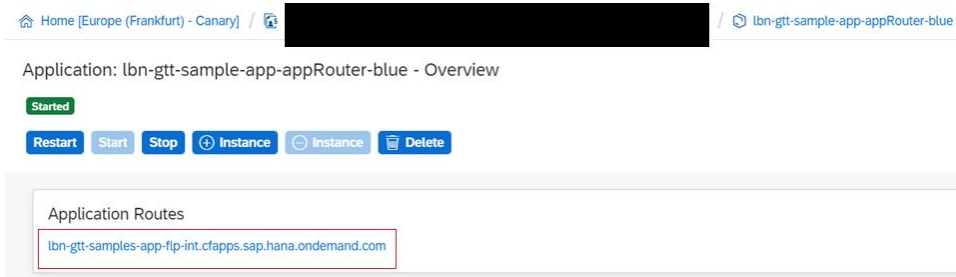 Home [Europe (Frankfurt) - Canary] / / lbn-gtt-sample-app-appRouter-blue
Application: lbn-gtt-sample-app-appRouter-blue - Overview
Started
Restart Start Stop Instance Instance Delete
Application Routes
lbn-gtt-samples-app-flp-int.cfapps.sap.hana.ondemand.com